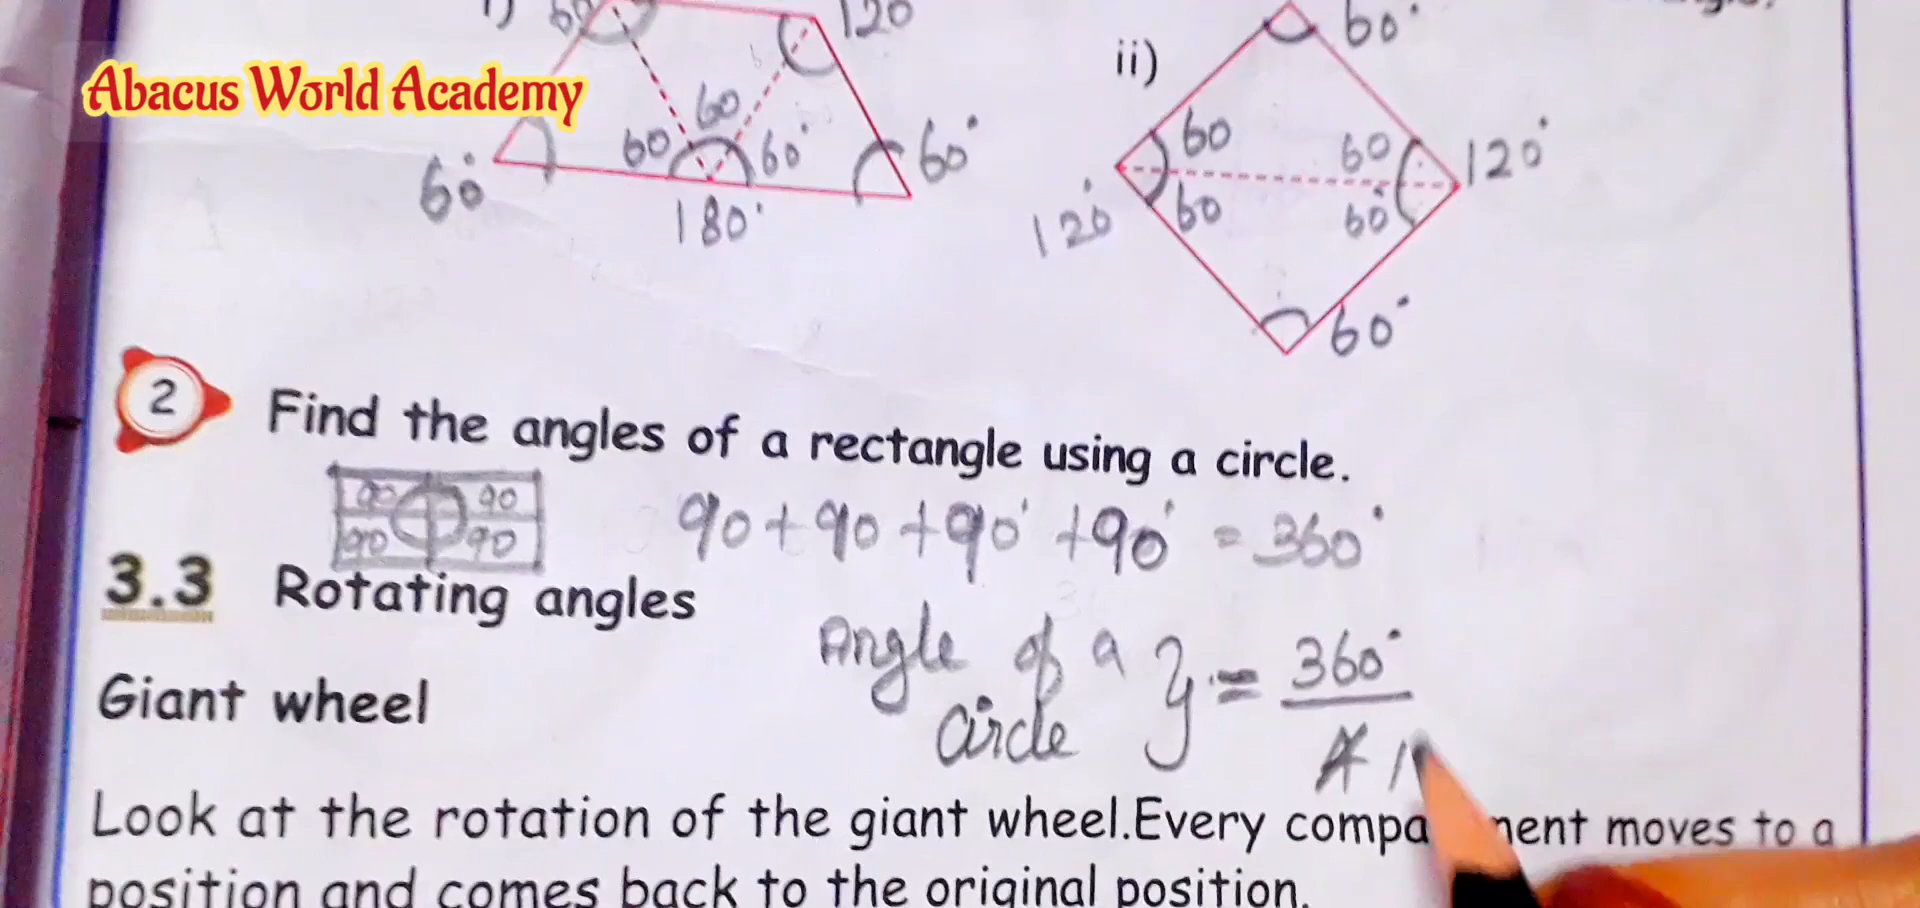 i) 60 120
ii) 60°
Abacus World Academy
60 60 60° 60°
60° 180°
60 60 120°
120° 60 60°
60°
2 Find the angles of a rectangle using a circle.
90 90 90 + 90 + 90° + 90° = 360°
90 90
3.3 Rotating angles
Angle of a } = 360°
Circle 4 1
Giant wheel
Look at the rotation of the giant wheel.Every compa ment moves to a
position and comes back to the original position.